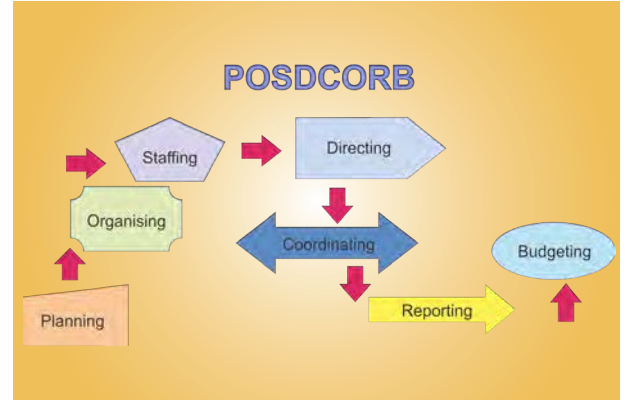 POSDCORB
Staffing
Directing
Organising
Coordinating
Budgeting
Planning
Reporting